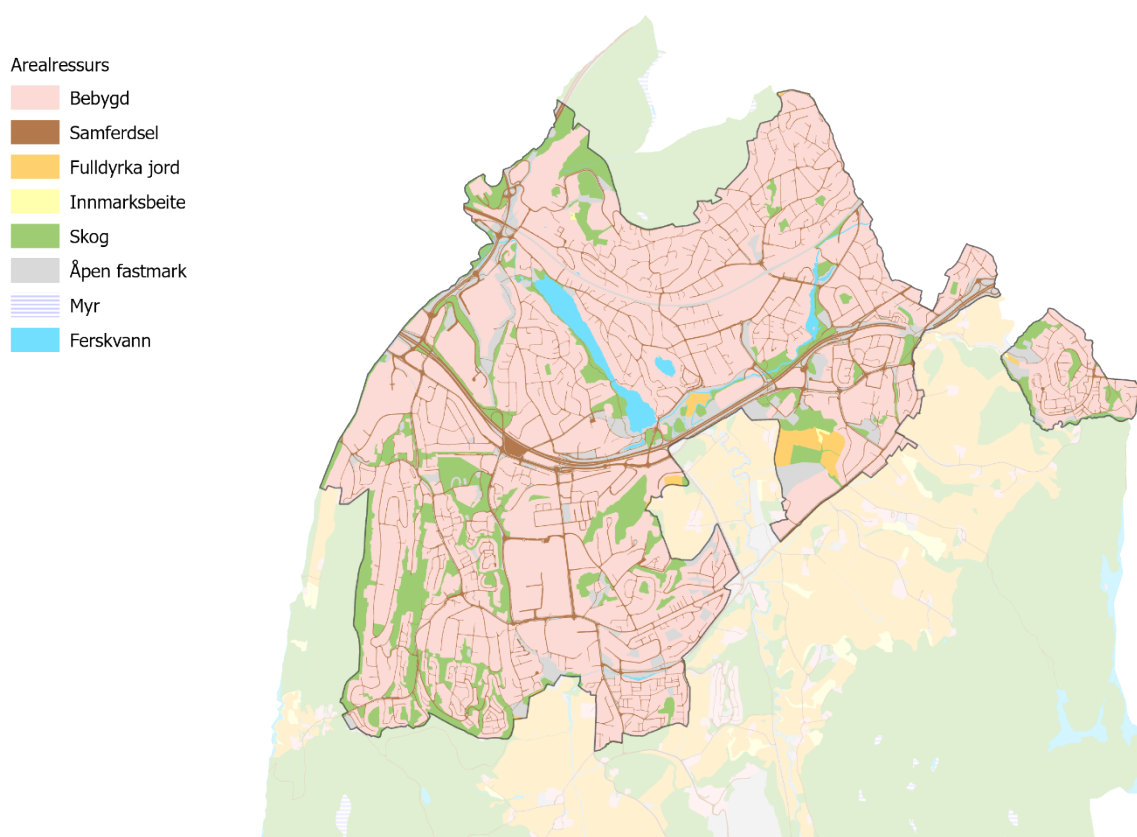 Arealressurs
Bebygd
Samferdsel
Fulldyrka jord
Innmarksbeite
Skog
Åpen fastmark
Myr
Ferskvann